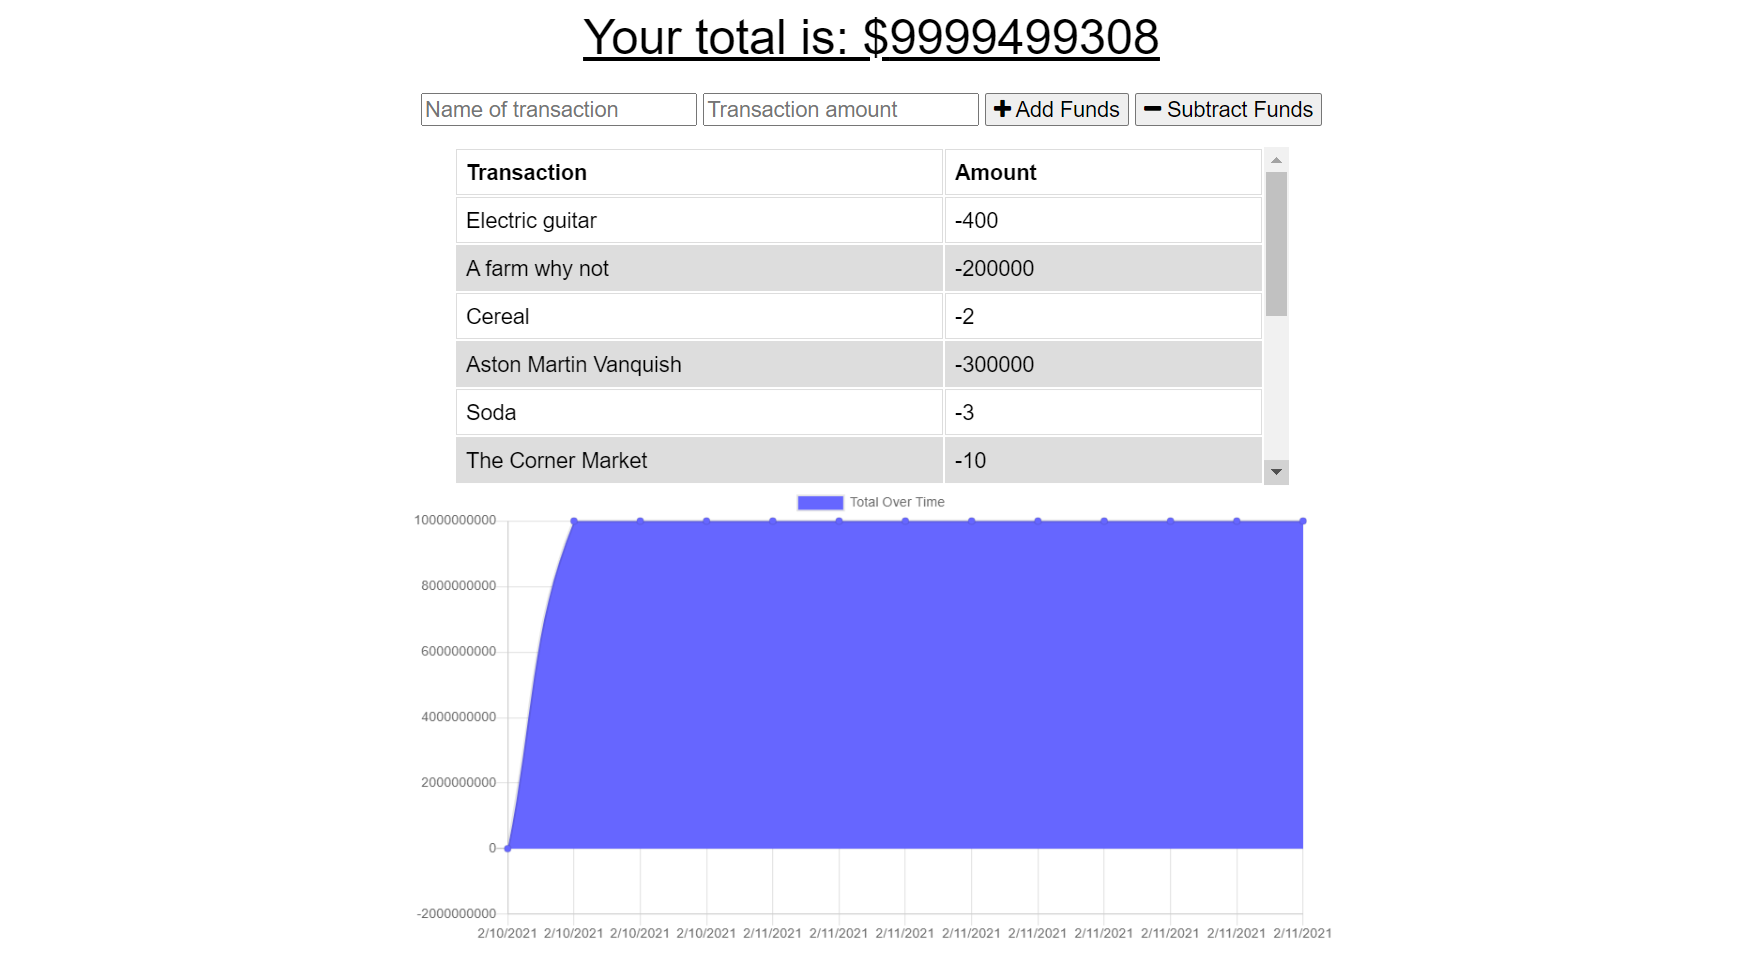 Your total is: $9999499308
Name of transaction Transaction amount Add Funds Subtract Funds
Transaction Amount
Electric guitar -400
A farm why not -200000
Cereal -2
Aston Martin Vanquish -300000
Soda -3
The Corner Market -10
Total Over Time
10000000000
8000000000
6000000000
4000000000
2000000000
0
-2000000000
2/10/2021 2/10/2021 2/10/2021 2/10/2021 2/11/2021 2/11/2021 2/11/2021 2/11/2021 2/11/2021 2/11/2021 2/11/2021 2/11/2021 2/11/2021